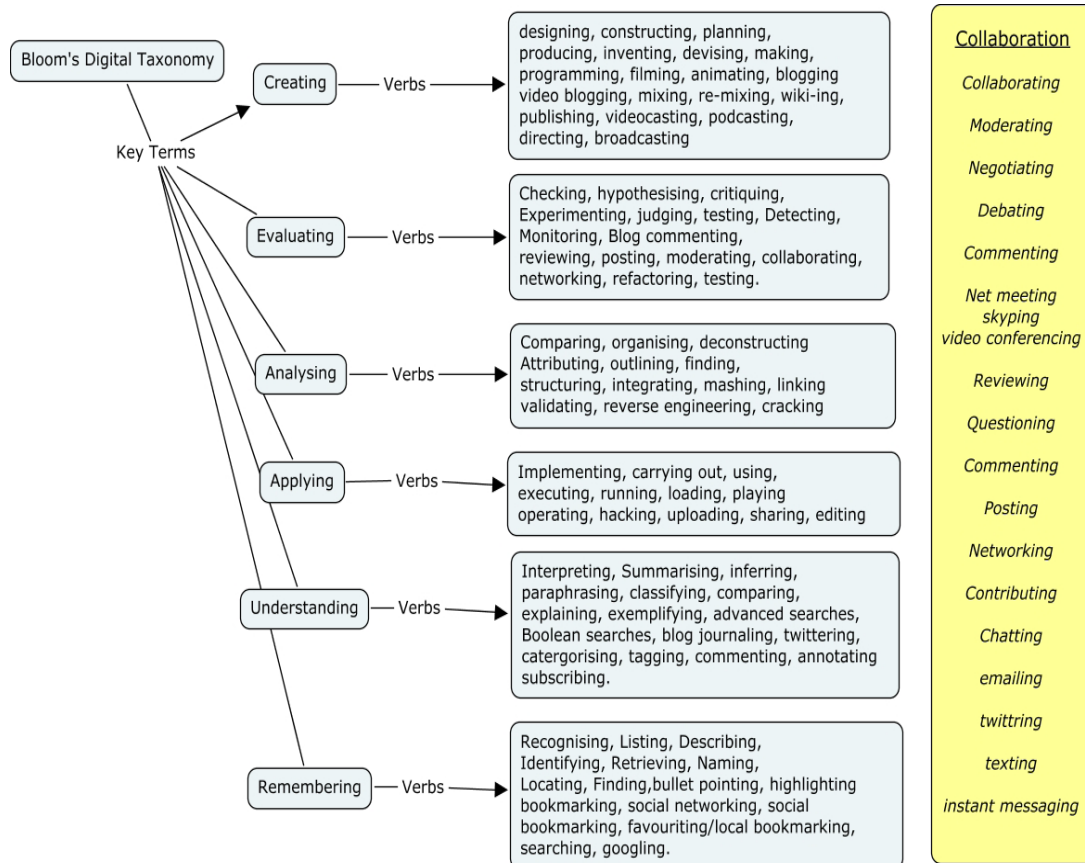 Bloom's Digital Taxonomy
Key Terms
Creating
Verbs
designing, constructing, planning,
producing, inventing, devising, making,
programming, filming, animating, blogging
video blogging, mixing, re-mixing, wiki-ing,
publishing, videocasting, podcasting,
directing, broadcasting
Evaluating
Verbs
Checking, hypothesising, critiquing,
Experimenting, judging, testing, Detecting,
Monitoring, Blog commenting,
reviewing, posting, moderating, collaborating,
networking, refactoring, testing.
Analysing
Verbs
Comparing, organising, deconstructing
Attributing, outlining, finding,
structuring, integrating, mashing, linking
validating, reverse engineering, cracking
Applying
Verbs
Implementing, carrying out, using,
executing, running, loading, playing
operating, hacking, uploading, sharing, editing
Understanding
Verbs
Interpreting, Summarising, inferring,
paraphrasing, classifying, comparing,
explaining, exemplifying, advanced searches,
Boolean searches, blog journaling, twittering,
catergorising, tagging, commenting, annotating
subscribing.
Remembering
Verbs
Recognising, Listing, Describing,
Identifying, Retrieving, Naming,
Locating, Finding,bullet pointing, highlighting
bookmarking, social networking, social
bookmarking, favouriting/local bookmarking,
searching, googling.
Collaboration
Collaborating
Moderating
Negotiating
Debating
Commenting
Net meeting
skyping
video conferencing
Reviewing
Questioning
Commenting
Posting
Networking
Contributing
Chatting
emailing
twittring
texting
instant messaging